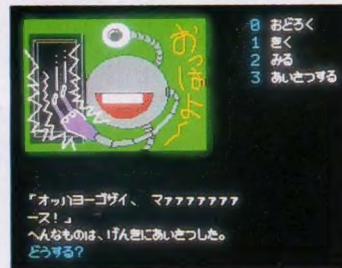 おっはよ〜
0 おどろく
1 きく
2 みる
3 あいさつする
「オッハヨーゴザイ、 マァァァァァァァ
ース!」
へんなものは、げんきにあいさつした。
どうする?